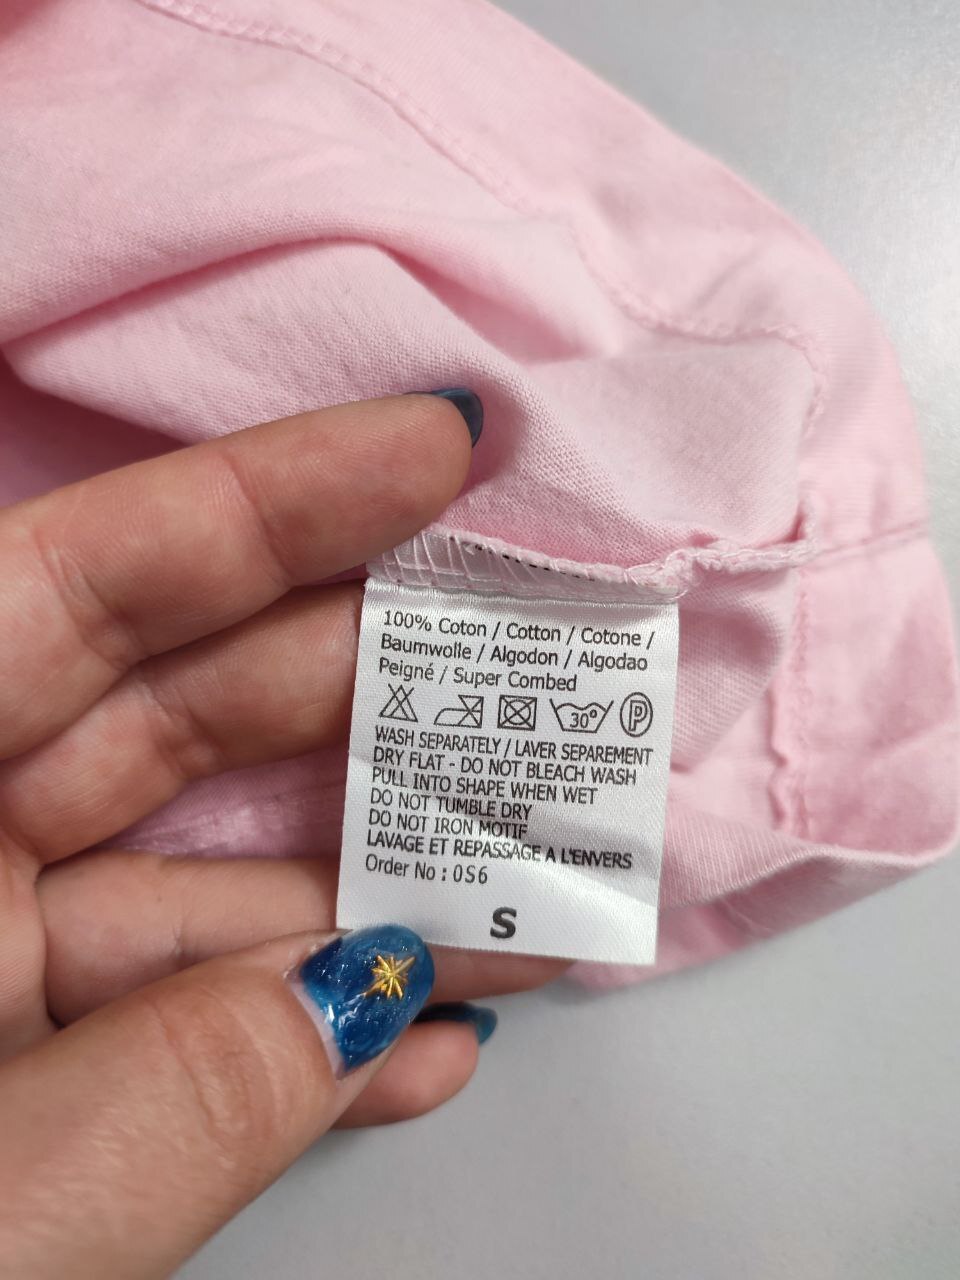 100% Coton / Cotton / Cotone /
Baumwolle / Algodon / Algodao
Peigné / Super Combed
30° P
WASH SEPARATELY / LAVER SEPAREMENT
DRY FLAT - DO NOT BLEACH WASH
PULL INTO SHAPE WHEN WET
DO NOT TUMBLE DRY
DO NOT IRON MOTIF
LAVAGE ET REPASSAGE A L'ENVERS
Order No : 0S6
S